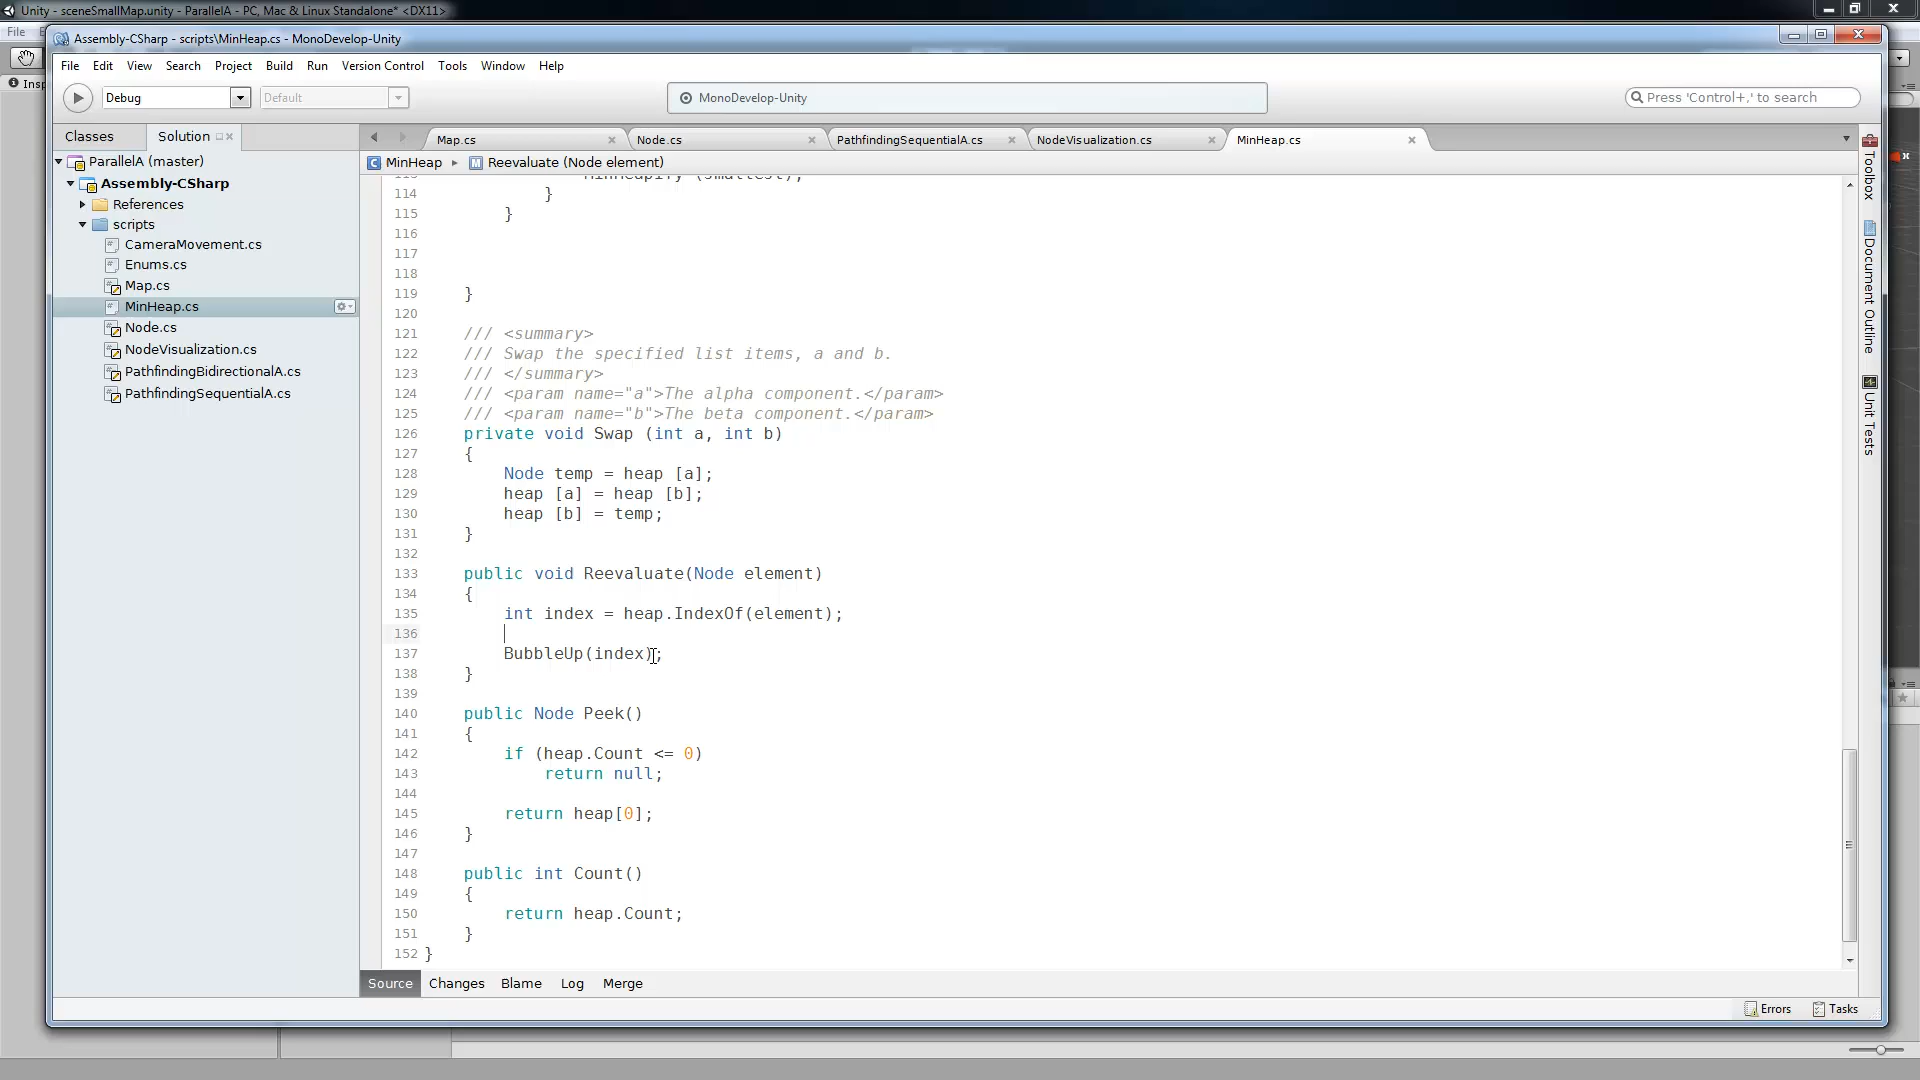 Unity - sceneSmallMap.unity - ParallelA - PC, Mac & Linux Standalone* <DX11>
File
Assembly-CSharp - scripts\MinHeap.cs - MonoDevelop-Unity
File Edit View Search Project Build Run Version Control Tools Window Help
Insp
Debug Default MonoDevelop-Unity Press 'Control+,' to search
Classes Solution Map.cs Node.cs PathfindingSequentialA.cs NodeVisualization.cs MinHeap.cs
ParallelA (master)
Assembly-CSharp
References
scripts
CameraMovement.cs
Enums.cs
Map.cs
MinHeap.cs
Node.cs
NodeVisualization.cs
PathfindingBidirectionalA.cs
PathfindingSequentialA.cs
MinHeap Reevaluate (Node element)
113 MinHeapify (smallest);
114 }
115 }
116
117
118
119 }
120
121 /// <summary>
122 /// Swap the specified list items, a and b.
123 /// </summary>
124 /// <param name="a">The alpha component.</param>
125 /// <param name="b">The beta component.</param>
126 private void Swap (int a, int b)
127 {
128 Node temp = heap [a];
129 heap [a] = heap [b];
130 heap [b] = temp;
131 }
132
133 public void Reevaluate(Node element)
134 {
135 int index = heap.IndexOf(element);
136
137 BubbleUp(index);
138 }
139
140 public Node Peek()
141 {
142 if (heap.Count <= 0)
143 return null;
144
145 return heap[0];
146 }
147
148 public int Count()
149 {
150 return heap.Count;
151 }
152 }
Toolbox
Document Outline
Unit Tests
Source Changes Blame Log Merge
Errors Tasks